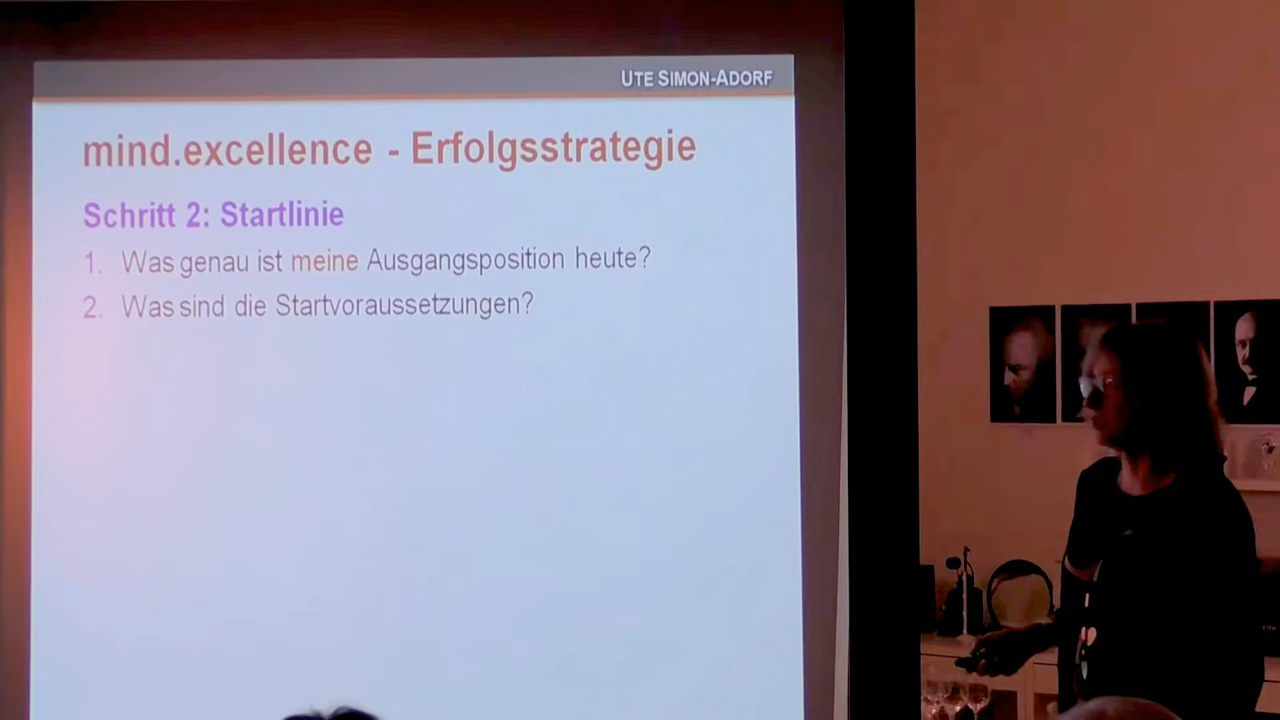 UTE SIMON-ADORF
mind.excellence - Erfolgsstrategie
Schritt 2: Startlinie
1. Was genau ist meine Ausgangsposition heute?
2. Was sind die Startvoraussetzungen?